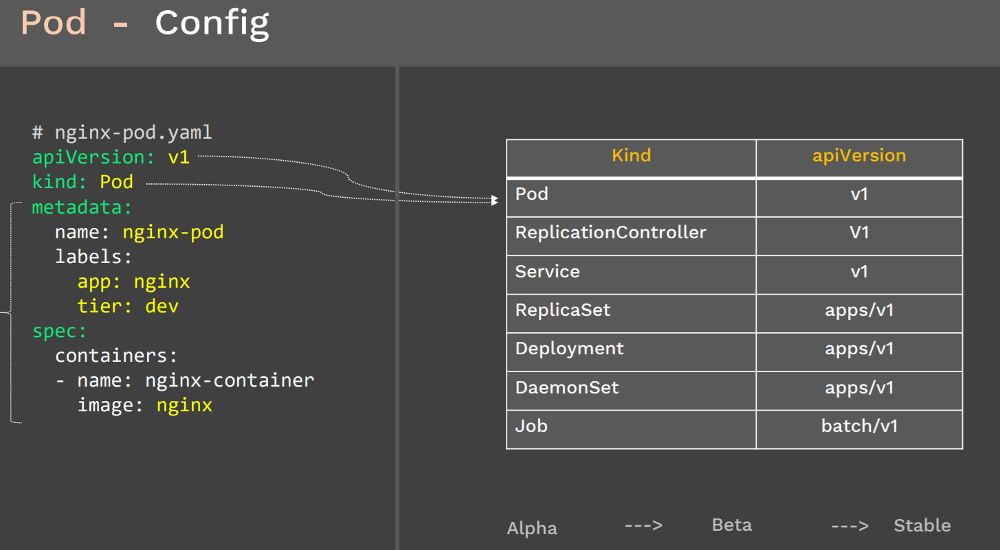 Pod - Config
# nginx-pod.yaml
apiVersion: v1
kind: Pod
metadata:
  name: nginx-pod
  labels:
    app: nginx
    tier: dev
spec:
  containers:
  - name: nginx-container
    image: nginx
Kind apiVersion
Pod v1
ReplicationController V1
Service v1
ReplicaSet apps/v1
Deployment apps/v1
DaemonSet apps/v1
Job batch/v1
Alpha ---> Beta ---> Stable